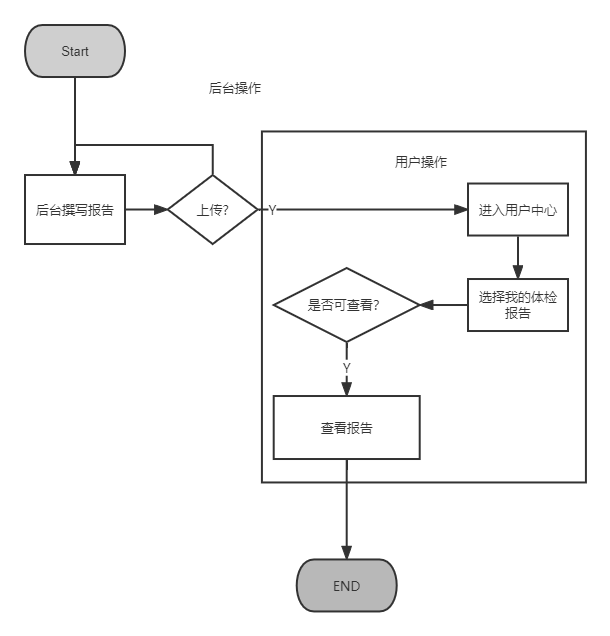 Start
后台操作
用户操作
后台撰写报告
上传?
Y
进入用户中心
选择我的体检
报告
是否可查看?
Y
查看报告
END